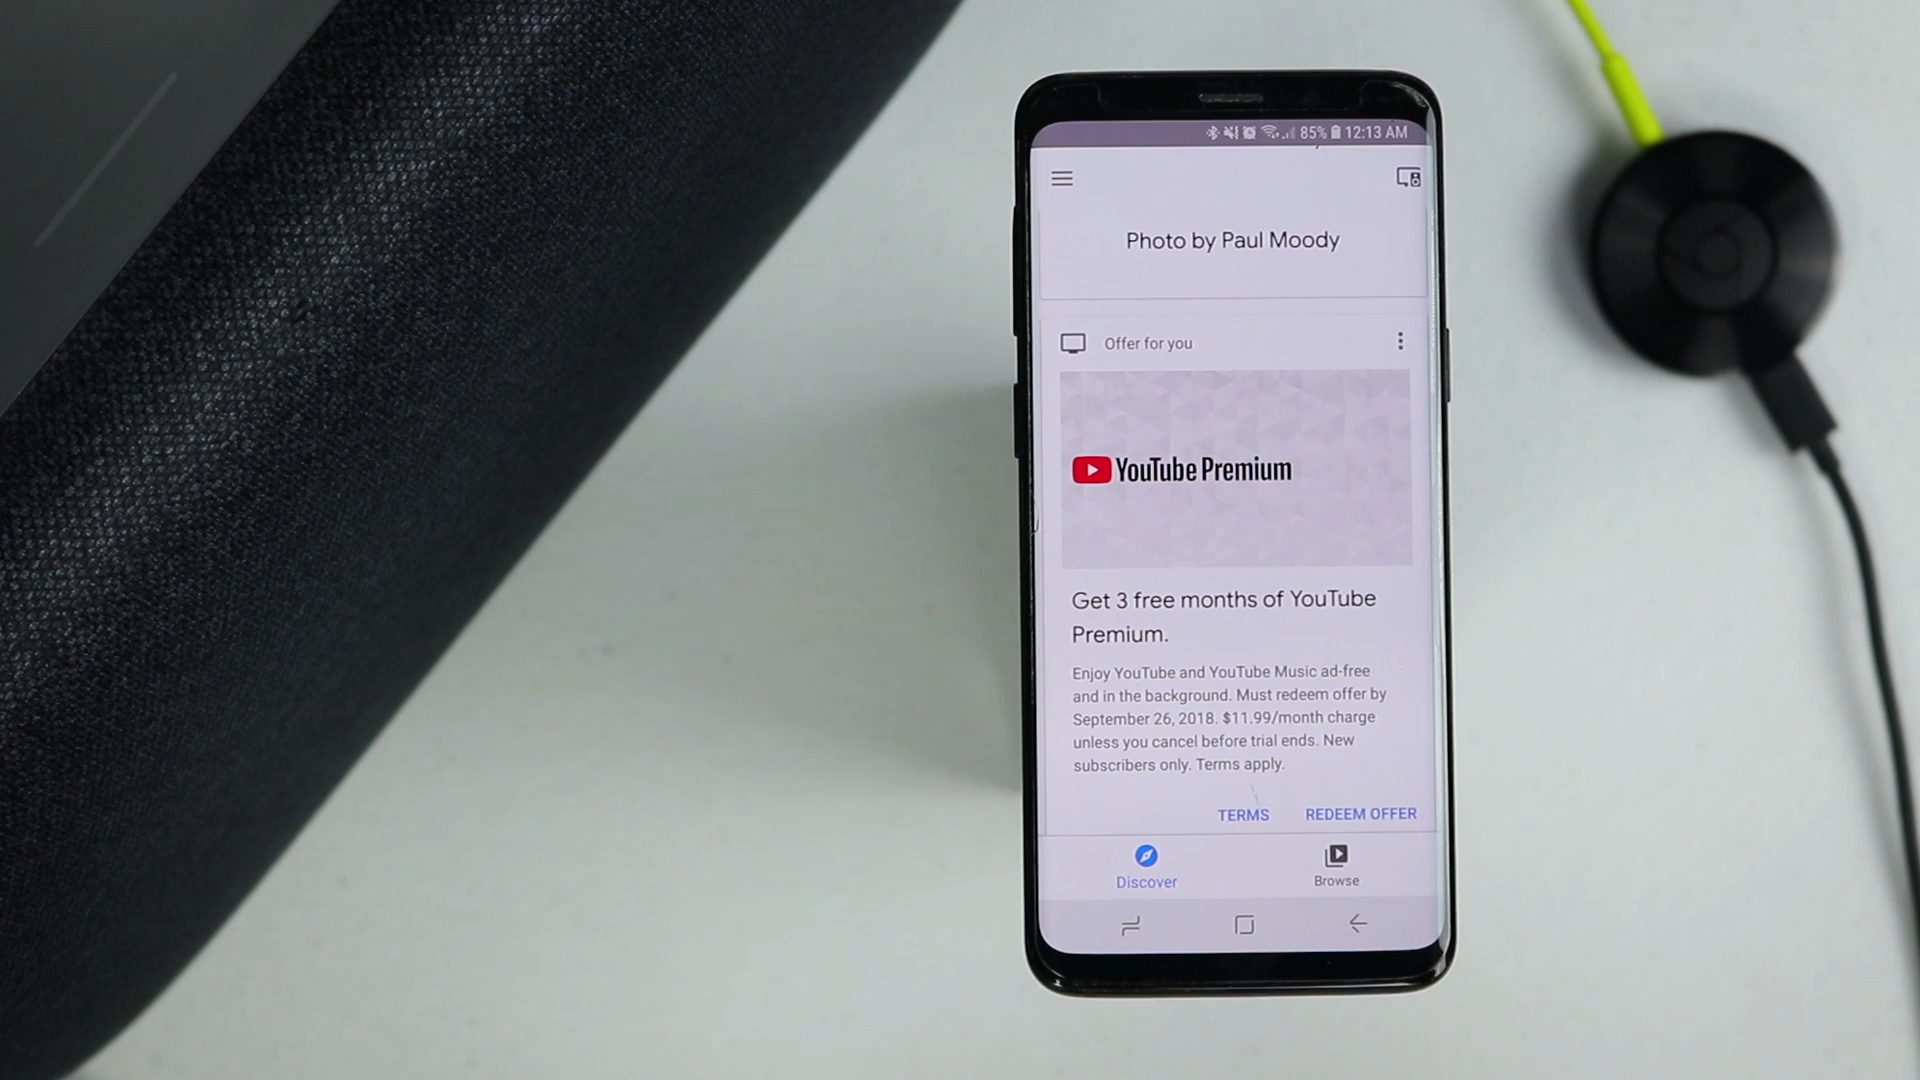 85% 12:13 AM
Photo by Paul Moody
Offer for you
YouTube Premium
Get 3 free months of YouTube
Premium.
Enjoy YouTube and YouTube Music ad-free
and in the background. Must redeem offer by
September 26, 2018. $11.99/month charge
unless you cancel before trial ends. New
subscribers only. Terms apply.
TERMS REDEEM OFFER
Discover Browse